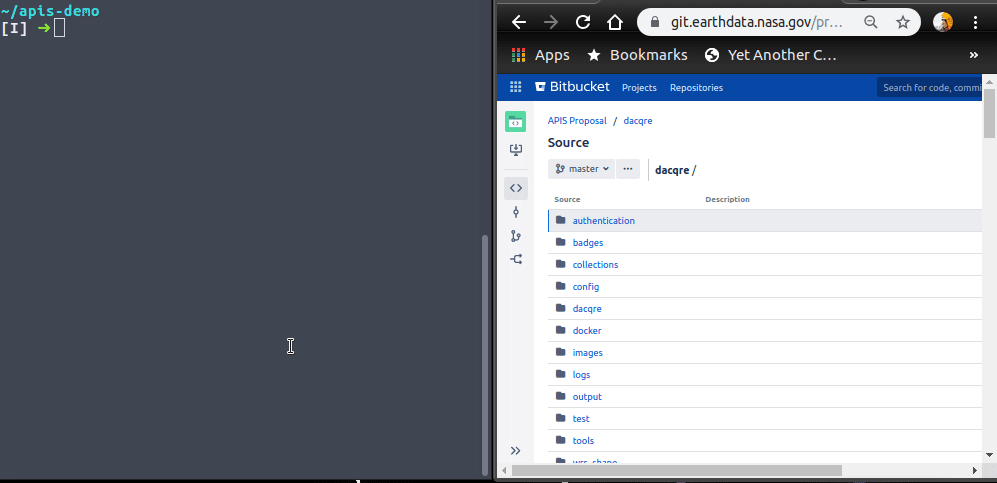 ~/apis-demo
[I] ➜
git.earthdata.nasa.gov/pr...
Apps Bookmarks Yet Another C... »
Bitbucket Projects Repositories Search for code, commi
APIS Proposal / dacqre
Source
master ... dacqre /
Source Description
authentication
badges
collections
config
dacqre
docker
images
logs
output
test
tools
wrs_shape